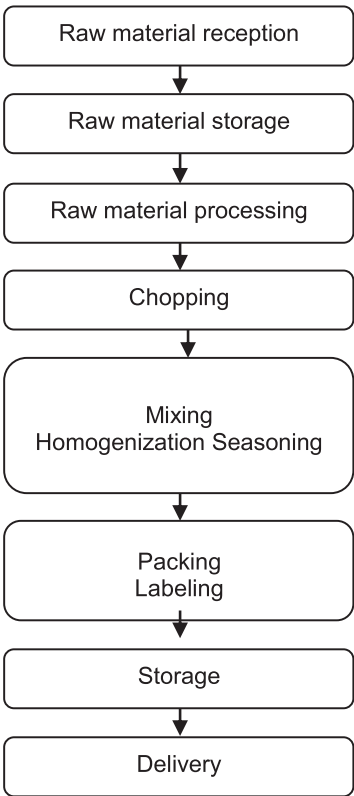 Raw material reception
Raw material storage
Raw material processing
Chopping
Mixing
Homogenization Seasoning
Packing
Labeling
Storage
Delivery